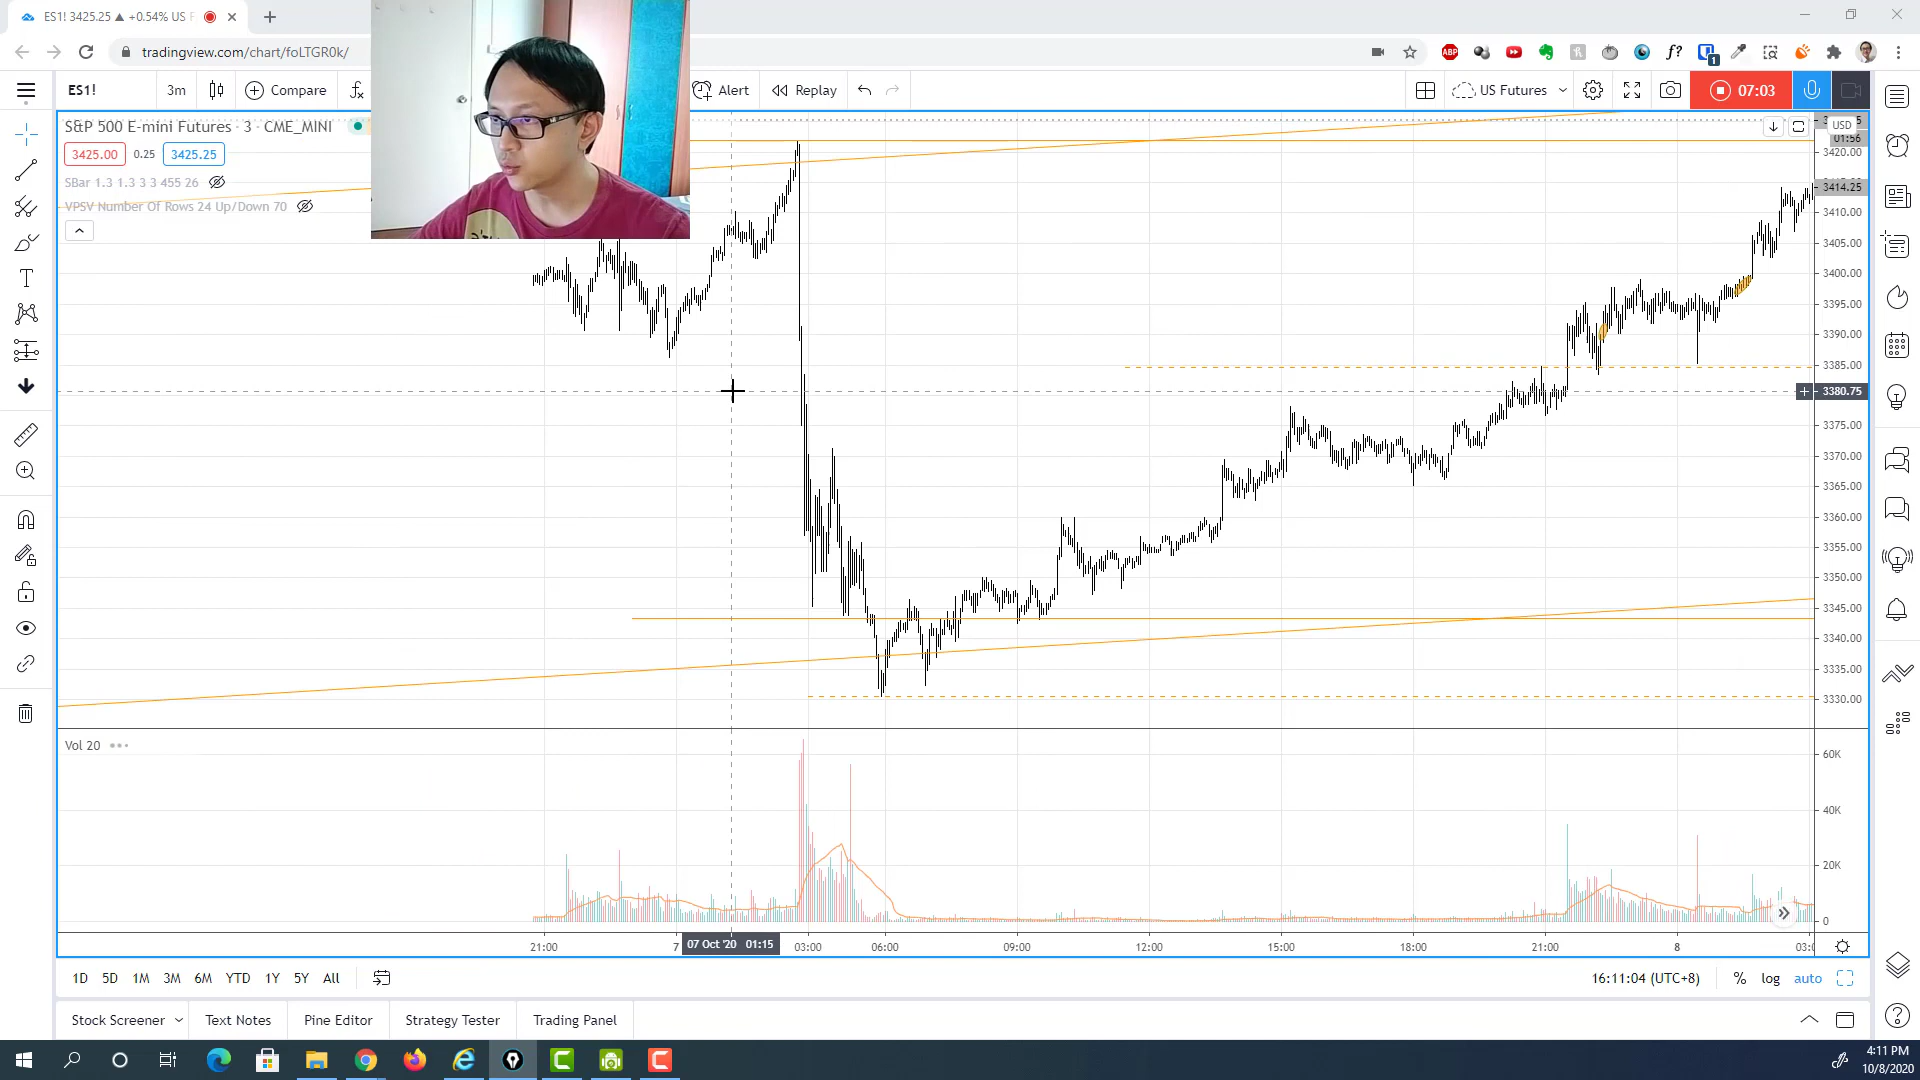 ES1! 3425.25 ▲ +0.54% US F
tradingview.com/chart/foLTGR0k/
ABP
f?
1
ES1!
3m
Compare
Alert
Replay
US Futures
07:03
S&P 500 E-mini Futures · 3 · CME_MINI
3425.00
0.25
3425.25
SBar 1.3 1.3 3 3 455 26
VPSV Number Of Rows 24 Up/Down 70
USD
01:56
3420.00
3414.25
3410.00
3405.00
3400.00
3395.00
3390.00
3385.00
3380.75
3375.00
3370.00
3365.00
3360.00
3355.00
3350.00
3345.00
3340.00
3335.00
3330.00
Vol 20
60K
40K
20K
0
21:00
7
07 Oct '20 01:15
03:00
06:00
09:00
12:00
15:00
18:00
21:00
8
1D 5D 1M 3M 6M YTD 1Y 5Y All
16:11:04 (UTC+8)
% log auto
Stock Screener
Text Notes
Pine Editor
Strategy Tester
Trading Panel
4:11 PM
10/8/2020